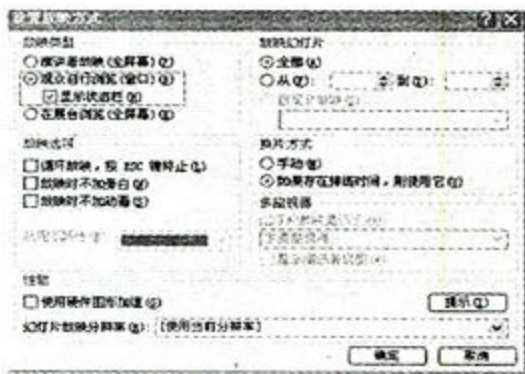 设置放映方式
放映类型
演讲者放映(全屏幕)(P)
观众自行浏览(窗口)(B)
显示状态栏(H)
在展台浏览(全屏幕)(K)
放映选项
循环放映，按 ESC 键终止(L)
放映时不加旁白(N)
放映时不加动画(S)
放映幻灯片
全部(A)
从(F): 到(T):
换片方式
手动(M)
如果存在排练时间，则使用它(U)
多监视器
性能
使用硬件图形加速(G)
提示(I)
幻灯片放映分辨率(R): [使用当前分辨率]
确定 取消